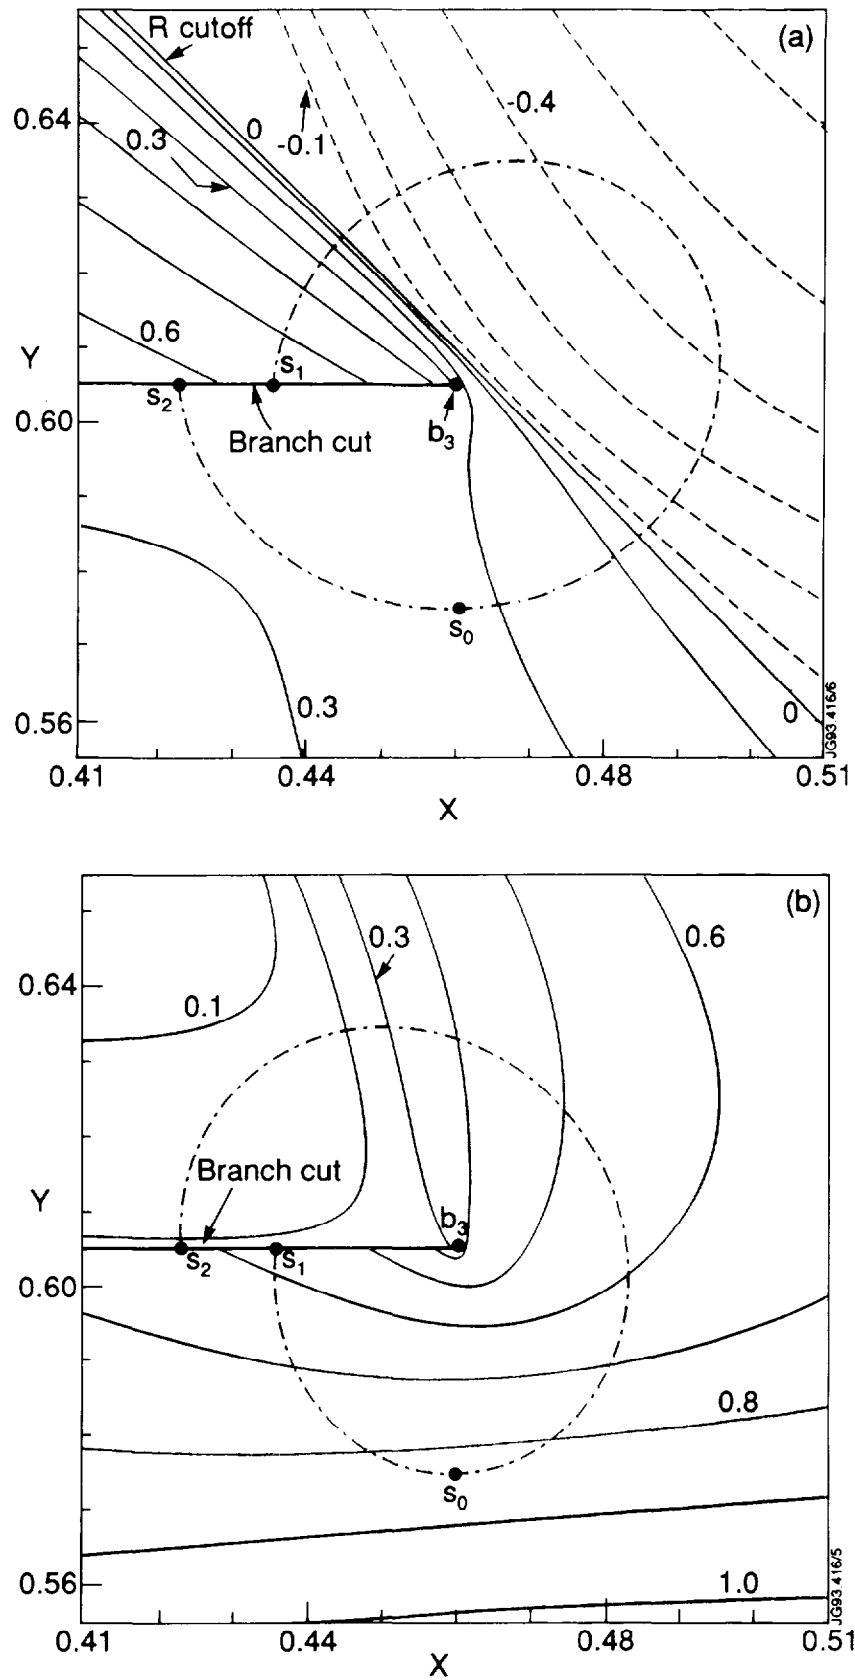 (a)
R cutoff
0.64
0.3
0
-0.1
-0.4
0.6
Y
s1
s2
0.60
Branch cut
b3
s0
0.3
0.56
0
JG93.416/6
0.41
0.44
0.48
0.51
X
(b)
0.3
0.6
0.64
0.1
Branch cut
Y
b3
s2
s1
0.60
0.8
s0
0.56
1.0
JG93.416/5
0.41
0.44
0.48
0.51
X